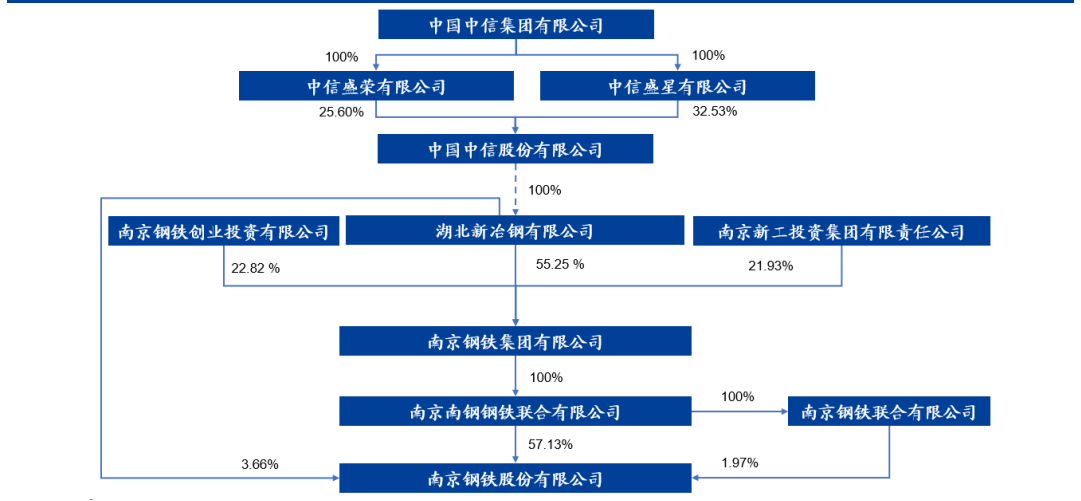 中国中信集团有限公司
100%
100%
中信盛荣有限公司
中信盛星有限公司
25.60%
32.53%
中国中信股份有限公司
100%
南京钢铁创业投资有限公司
湖北新冶钢有限公司
南京新工投资集团有限责任公司
22.82 %
55.25 %
21.93%
南京钢铁集团有限公司
100%
100%
南京南钢钢铁联合有限公司
南京钢铁联合有限公司
57.13%
3.66%
1.97%
南京钢铁股份有限公司